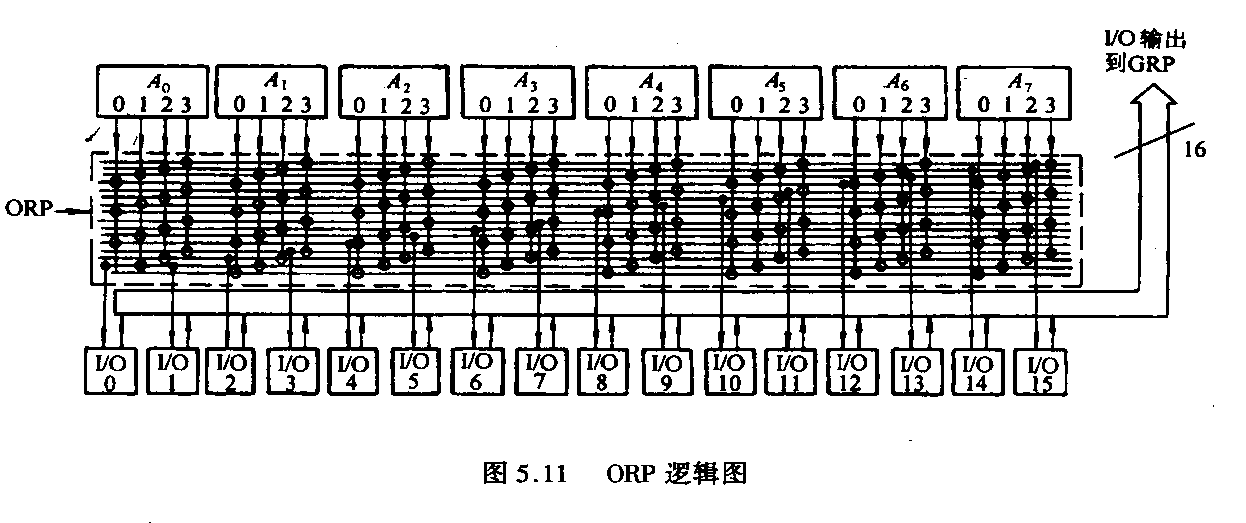 I/O 输出
到GRP
A0 A1 A2 A3 A4 A5 A6 A7
0 1 2 3 0 1 2 3 0 1 2 3 0 1 2 3 0 1 2 3 0 1 2 3 0 1 2 3 0 1 2 3
16
ORP
I/O I/O I/O I/O I/O I/O I/O I/O I/O I/O I/O I/O I/O I/O I/O I/O
0 1 2 3 4 5 6 7 8 9 10 11 12 13 14 15
图 5.11 ORP 逻辑图